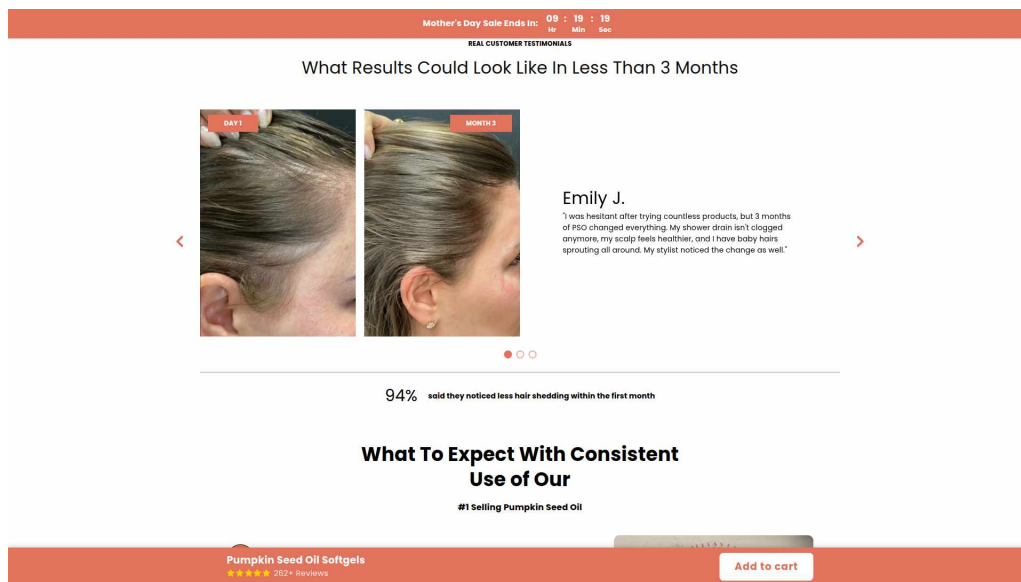 Mother's Day Sale Ends In: 09 : 19 : 19
Hr Min Sec
REAL CUSTOMER TESTIMONIALS
What Results Could Look Like In Less Than 3 Months
DAY 1
MONTH 3
Emily J.
"I was hesitant after trying countless products, but 3 months
of PSO changed everything. My shower drain isn't clogged
anymore, my scalp feels healthier, and I have baby hairs
sprouting all around. My stylist noticed the change as well."
94% said they noticed less hair shedding within the first month
What To Expect With Consistent
Use of Our
#1 Selling Pumpkin Seed Oil
Pumpkin Seed Oil Softgels
262+ Reviews
Add to cart